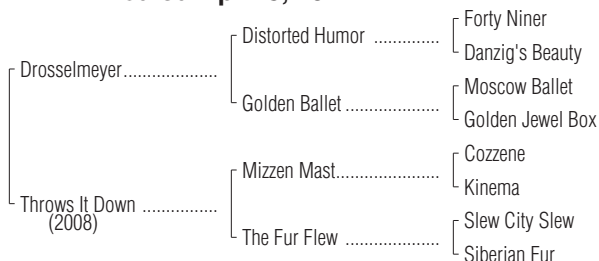 Forty Niner
Distorted Humor ..............
Danzig's Beauty
Drosselmeyer....................
Moscow Ballet
Golden Ballet ....................
Golden Jewel Box
Cozzene
Mizzen Mast......................
Kinema
Throws It Down ................
(2008)
Slew City Slew
The Fur Flew ....................
Siberian Fur